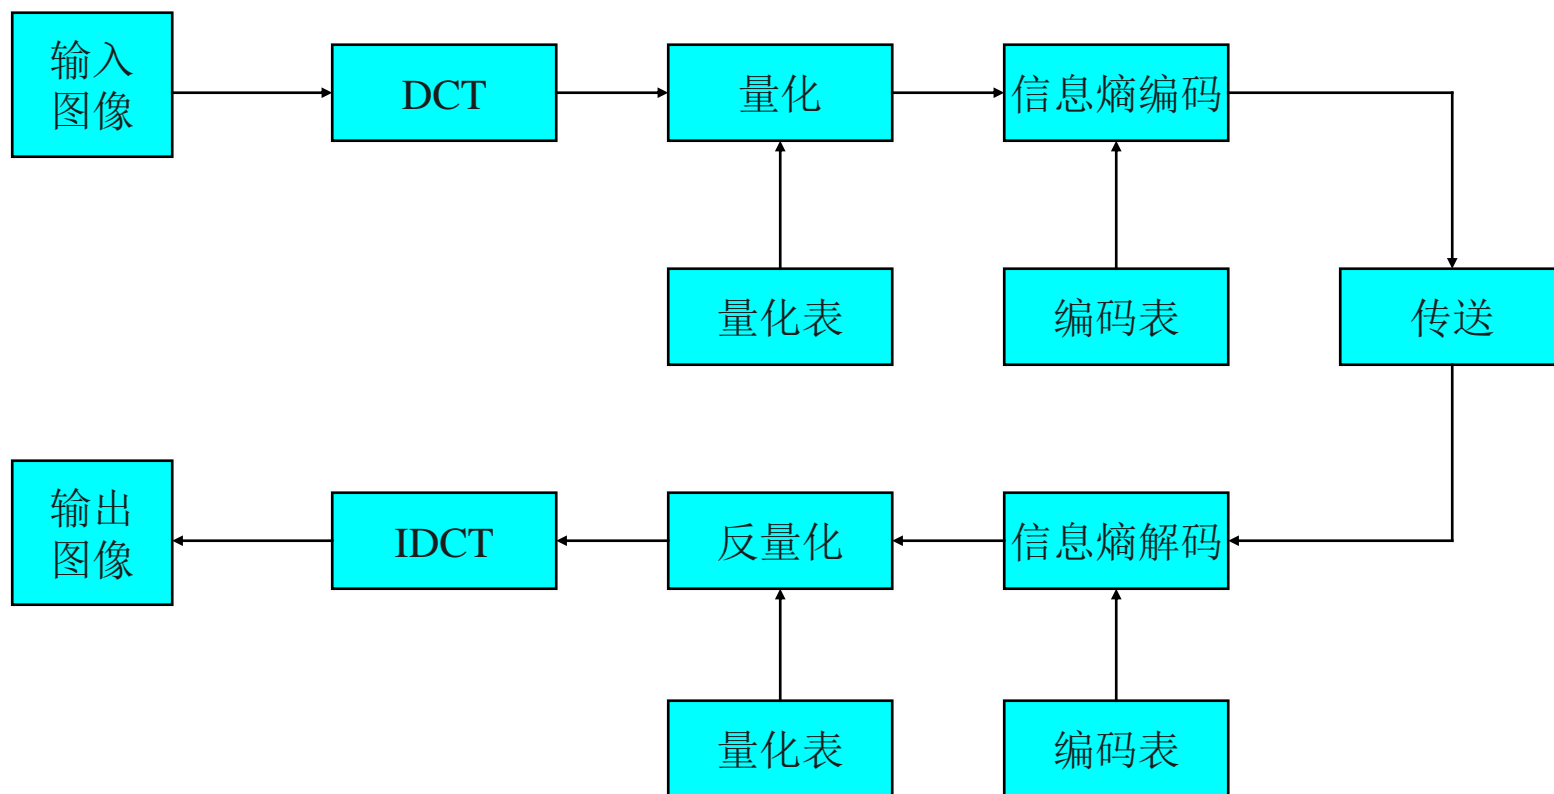 输入
图像
DCT
量化
信息熵编码
量化表
编码表
传送
输出
图像
IDCT
反量化
信息熵解码
量化表
编码表